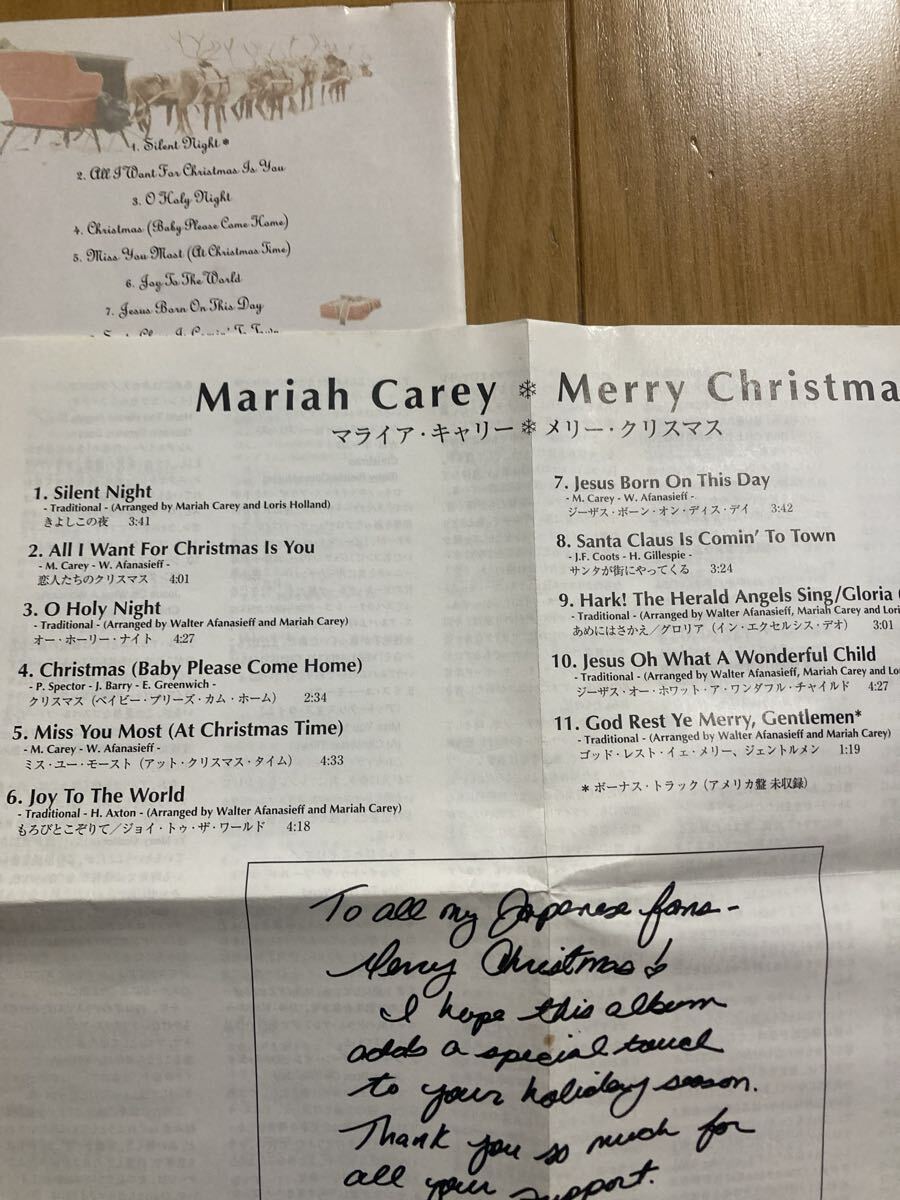 1. Silent Night*
2. All I Want For Christmas Is You
3. O Holy Night
4. Christmas (Baby Please Come Home)
5. Miss You Most (At Christmas Time)
6. Joy To The World
7. Jesus Born On This Day
Mariah Carey ❄ Merry Christma
マライア・キャリー❄メリー・クリスマス
1. Silent Night
- Traditional - (Arranged by Mariah Carey and Loris Holland)
きよしこの夜 3:41
2. All I Want For Christmas Is You
- M. Carey - W. Afanasieff -
恋人たちのクリスマス 4:01
3. O Holy Night
- Traditional - (Arranged by Walter Afanasieff and Mariah Carey)
オー・ホーリー・ナイト 4:27
4. Christmas (Baby Please Come Home)
- P. Spector - J. Barry - E. Greenwich -
クリスマス（ベイビー・プリーズ・カム・ホーム） 2:34
5. Miss You Most (At Christmas Time)
- M. Carey - W. Afanasieff -
ミス・ユー・モースト（アット・クリスマス・タイム） 4:33
6. Joy To The World
- Traditional - H. Axton - (Arranged by Walter Afanasieff and Mariah Carey)
もろびとこぞりて／ジョイ・トゥ・ザ・ワールド 4:18
7. Jesus Born On This Day
- M. Carey - W. Afanasieff -
ジーザス・ボーン・オン・ディス・デイ 3:42
8. Santa Claus Is Comin' To Town
- J.F. Coots - H. Gillespie -
サンタが街にやってくる 3:24
9. Hark! The Herald Angels Sing/Gloria (
- Traditional - (Arranged by Walter Afanasieff, Mariah Carey and Lori
あめにはさかえ／グロリア（イン・エクセルシス・デオ） 3:01
10. Jesus Oh What A Wonderful Child
- Traditional - (Arranged by Walter Afanasieff, Mariah Carey and Lo
ジーザス・オー・ホワット・ア・ワンダフル・チャイルド 4:27
11. God Rest Ye Merry, Gentlemen*
- Traditional - (Arranged by Walter Afanasieff and Mariah Carey)
ゴッド・レスト・イェ・メリー、ジェントルメン 1:19
＊ボーナス・トラック（アメリカ盤 未収録）
To all my Japanese fans-
Merry Christmas!
I hope this album
adds a special touch
to your holiday season.
Thank you so much for
all your support.